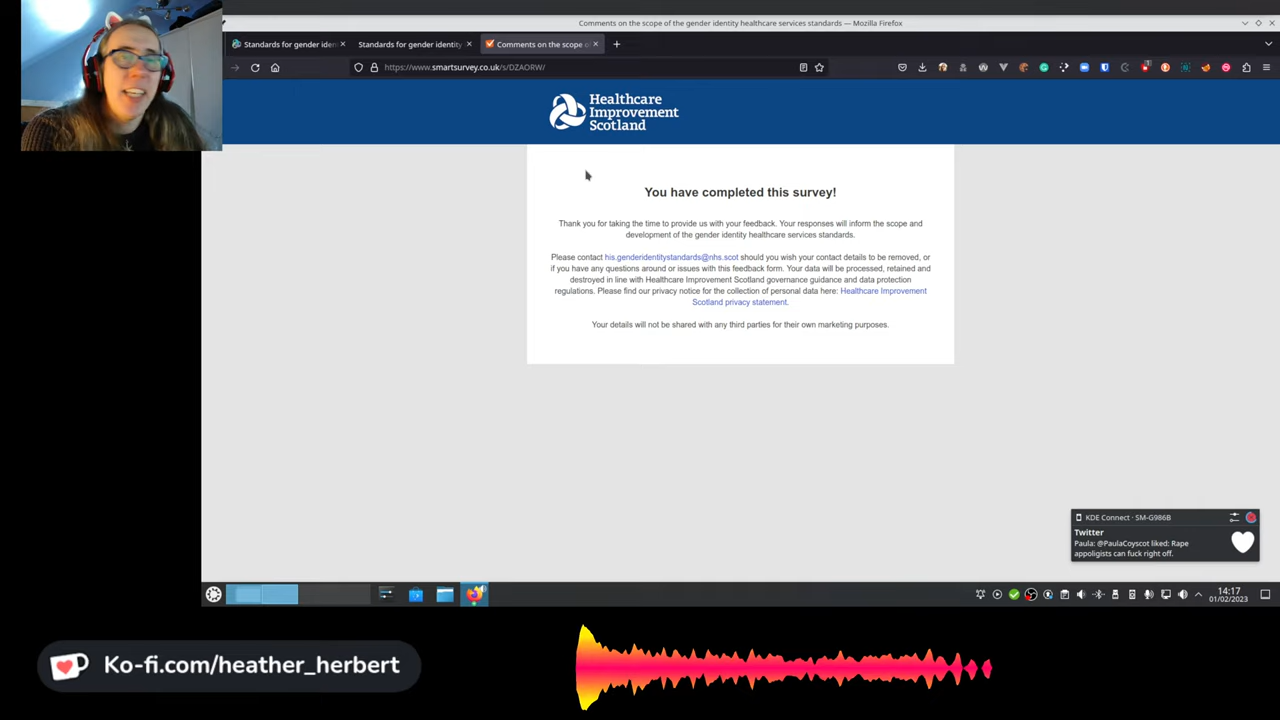 Comments on the scope of the gender identity healthcare services standards — Mozilla Firefox
Standards for gender iden
Standards for gender identity
Comments on the scope o
https://www.smartsurvey.co.uk/s/DZAORW/
Healthcare
Improvement
Scotland
You have completed this survey!
Thank you for taking the time to provide us with your feedback. Your responses will inform the scope and
development of the gender identity healthcare services standards.
Please contact his.genderidentitystandards@nhs.scot should you wish your contact details to be removed, or
if you have any questions around or issues with this feedback form. Your data will be processed, retained and
destroyed in line with Healthcare Improvement Scotland governance guidance and data protection
regulations. Please find our privacy notice for the collection of personal data here: Healthcare Improvement
Scotland privacy statement.
Your details will not be shared with any third parties for their own marketing purposes.
KDE Connect · SM-G986B
Twitter
Paula: @PaulaCoyscot liked: Rape
appoligists can fuck right off.
14:17
01/02/2023
Ko-fi.com/heather_herbert